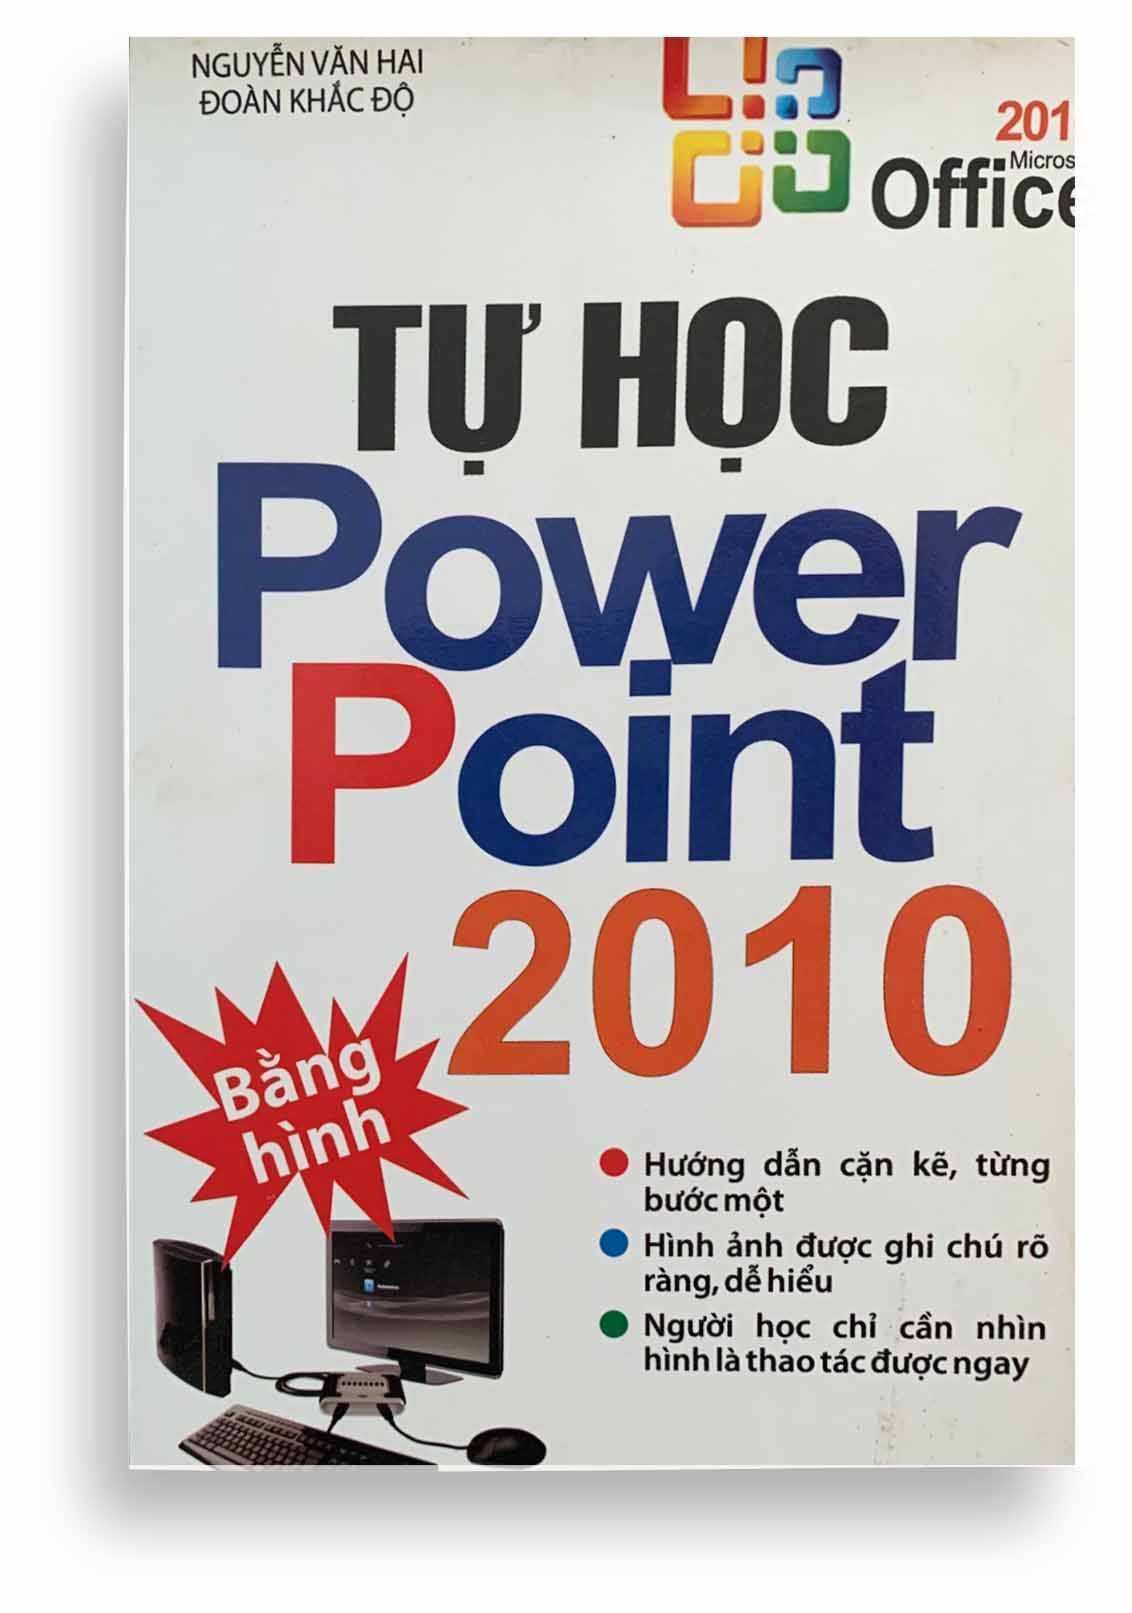 NGUYỄN VĂN HAI
ĐOÀN KHẮC ĐỘ
201
Micros
Office
TỰ HỌC
Power
Point
2010
Bằng
hình
Hướng dẫn cặn kẽ, từng
bước một
Hình ảnh được ghi chú rõ
ràng, dễ hiểu
Người học chỉ cần nhìn
hình là thao tác được ngay